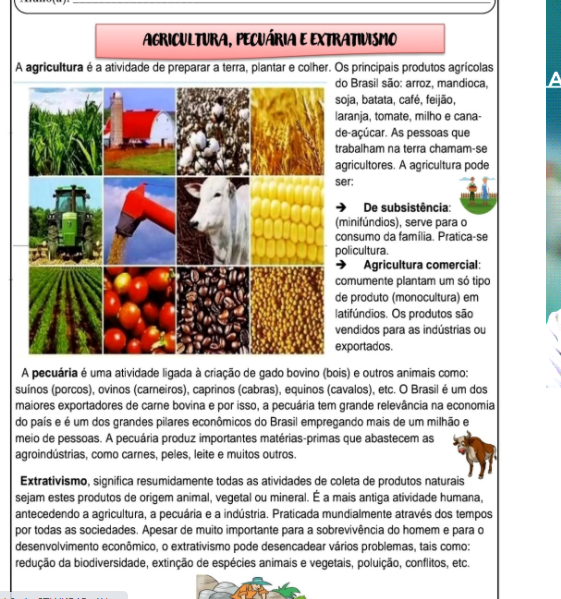 AGRICULTURA, PECUÁRIA E EXTRATIVISMO
A agricultura é a atividade de preparar a terra, plantar e colher. Os principais produtos agrícolas
do Brasil são: arroz, mandioca,
soja, batata, café, feijão,
laranja, tomate, milho e cana-
de-açúcar. As pessoas que
trabalham na terra chamam-se
agricultores. A agricultura pode
ser:
➔ De subsistência:
(minifúndios), serve para o
consumo da família. Pratica-se
policultura.
➔ Agricultura comercial:
comumente plantam um só tipo
de produto (monocultura) em
latifúndios. Os produtos são
vendidos para as indústrias ou
exportados.
A pecuária é uma atividade ligada à criação de gado bovino (bois) e outros animais como:
suínos (porcos), ovinos (carneiros), caprinos (cabras), equinos (cavalos), etc. O Brasil é um dos
maiores exportadores de carne bovina e por isso, a pecuária tem grande relevância na economia
do país e é um dos grandes pilares econômicos do Brasil empregando mais de um milhão e
meio de pessoas. A pecuária produz importantes matérias-primas que abastecem as
agroindústrias, como carnes, peles, leite e muitos outros.
Extrativismo, significa resumidamente todas as atividades de coleta de produtos naturais
sejam estes produtos de origem animal, vegetal ou mineral. É a mais antiga atividade humana,
antecedendo a agricultura, a pecuária e a indústria. Praticada mundialmente através dos tempos
por todas as sociedades. Apesar de muito importante para a sobrevivência do homem e para o
desenvolvimento econômico, o extrativismo pode desencadear vários problemas, tais como:
redução da biodiversidade, extinção de espécies animais e vegetais, poluição, conflitos, etc.